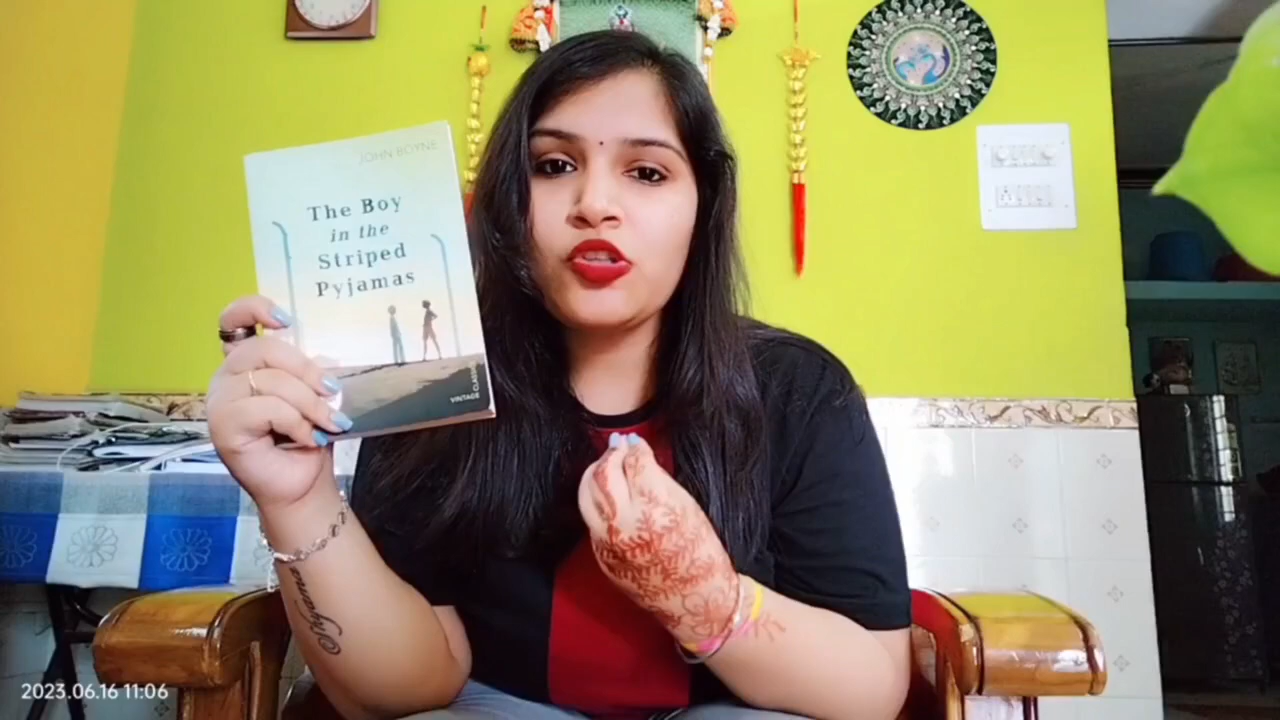 JOHN BOYNE
The Boy
in the
Striped
Pyjamas
VINTAGE CLASSICS
2023.06.16 11:06